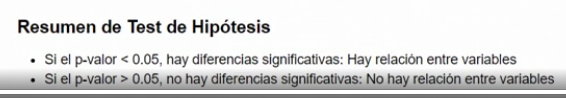 Resumen de Test de Hipótesis
• Si el p-valor < 0.05, hay diferencias significativas: Hay relación entre variables
• Si el p-valor > 0.05, no hay diferencias significativas: No hay relación entre variables